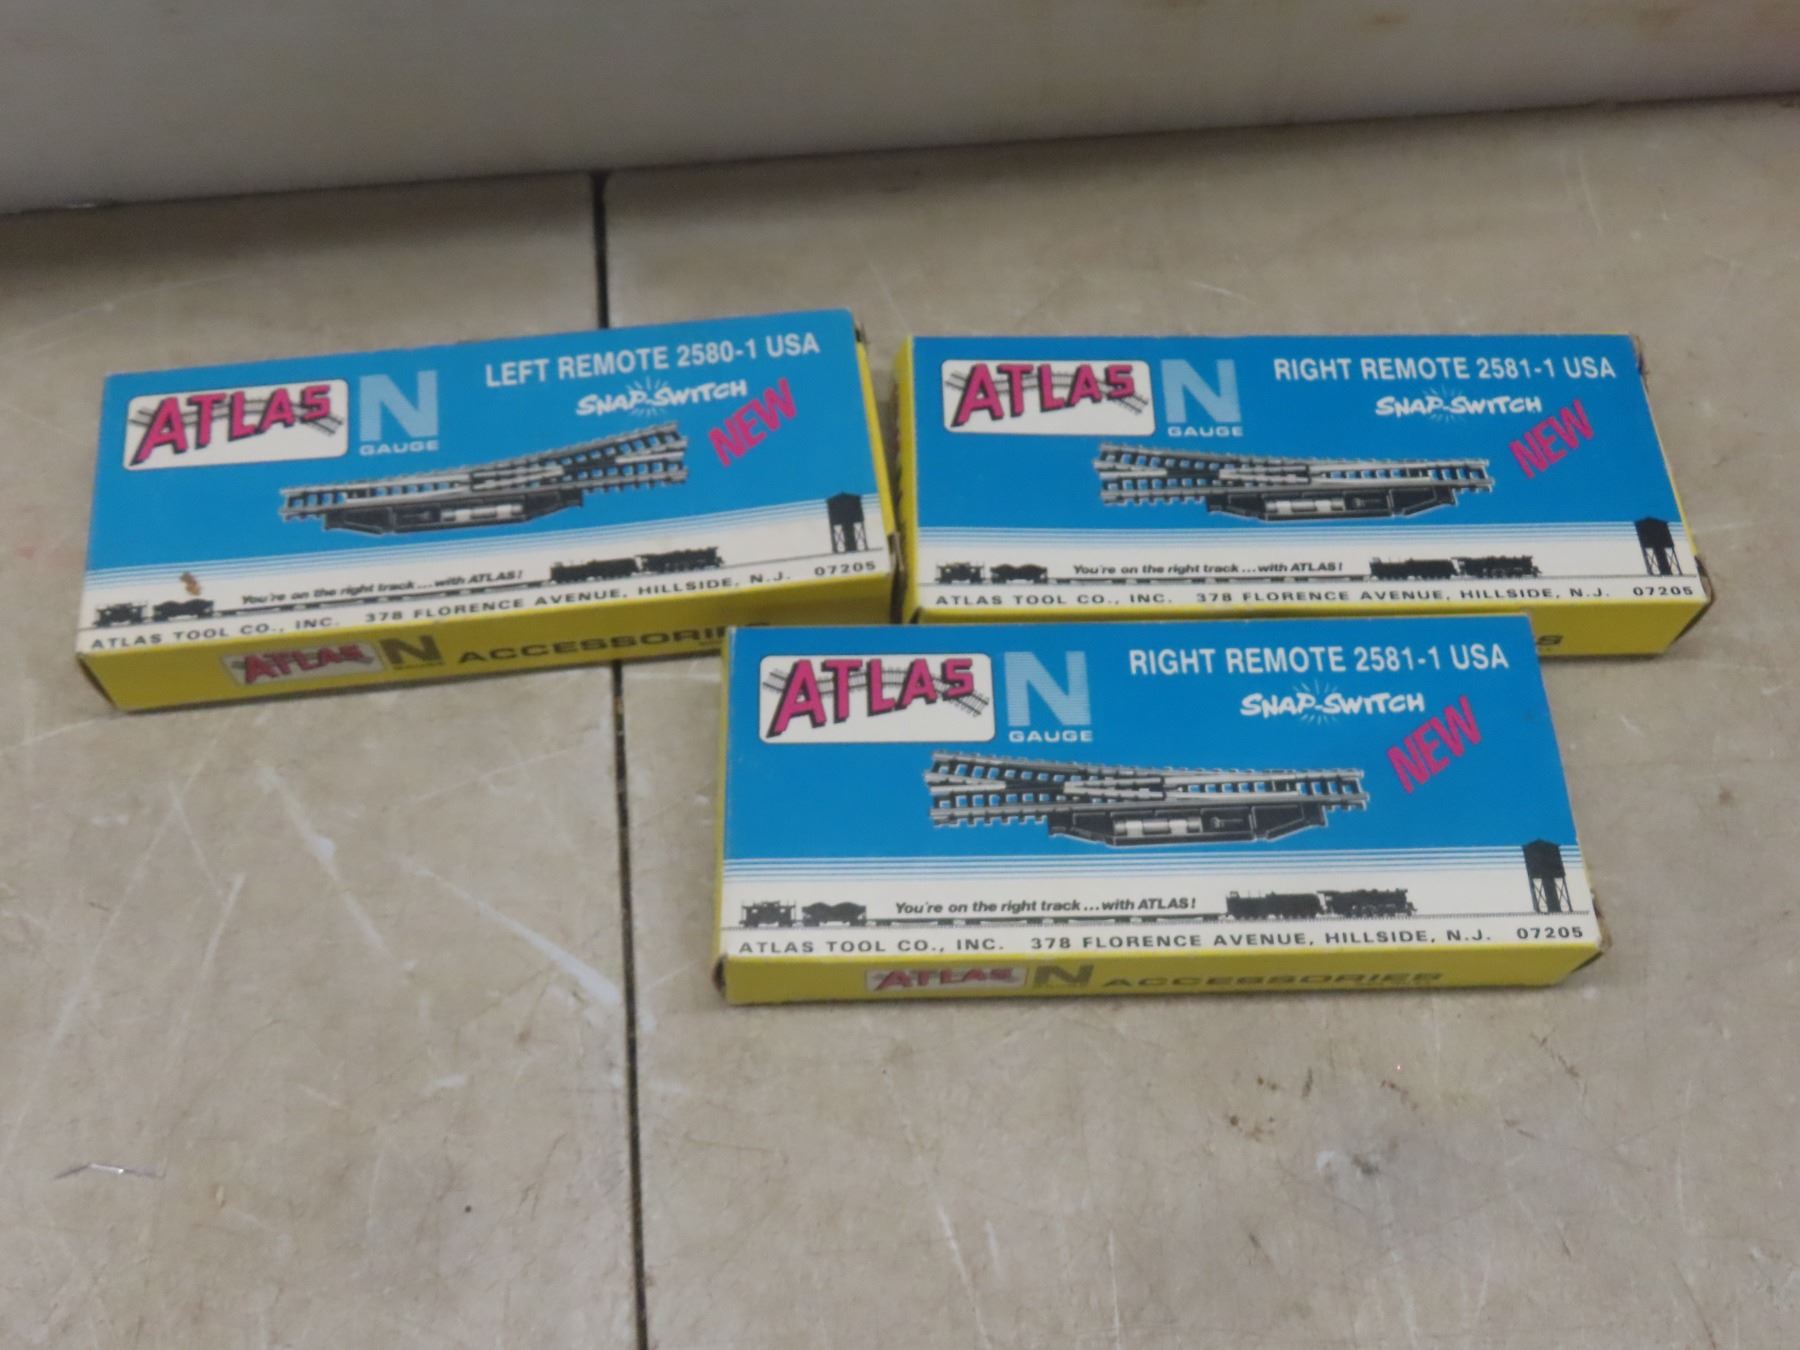 LEFT REMOTE 2580-1 USA
ATLAS N GAUGE
SNAP-SWITCH
NEW
You're on the right track...with ATLAS!
ATLAS TOOL CO., INC. 378 FLORENCE AVENUE, HILLSIDE, N.J. 07205
ATLAS N GAUGE ACCESSORIES
RIGHT REMOTE 2581-1 USA
ATLAS N GAUGE
SNAP-SWITCH
NEW
You're on the right track...with ATLAS!
ATLAS TOOL CO., INC. 378 FLORENCE AVENUE, HILLSIDE, N.J. 07205
RIGHT REMOTE 2581-1 USA
ATLAS N GAUGE
SNAP-SWITCH
NEW
You're on the right track...with ATLAS!
ATLAS TOOL CO., INC. 378 FLORENCE AVENUE, HILLSIDE, N.J. 07205
ATLAS N ACCESSORIES